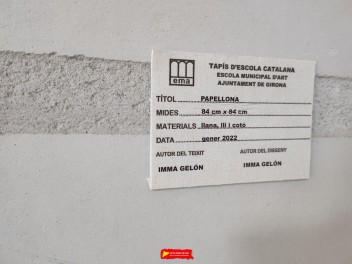 TAPÍS D'ESCOLA CATALANA
ESCOLA MUNICIPAL D'ART
AJUNTAMENT DE GIRONA
ema
TÍTOL PAPELLONA
MIDES 84 cm x 84 cm
MATERIALS llana, lli i cotó
DATA gener 2022
AUTOR DEL TEIXIT
AUTOR DEL DISSENY
IMMA GELÓN
IMMA GELÓN